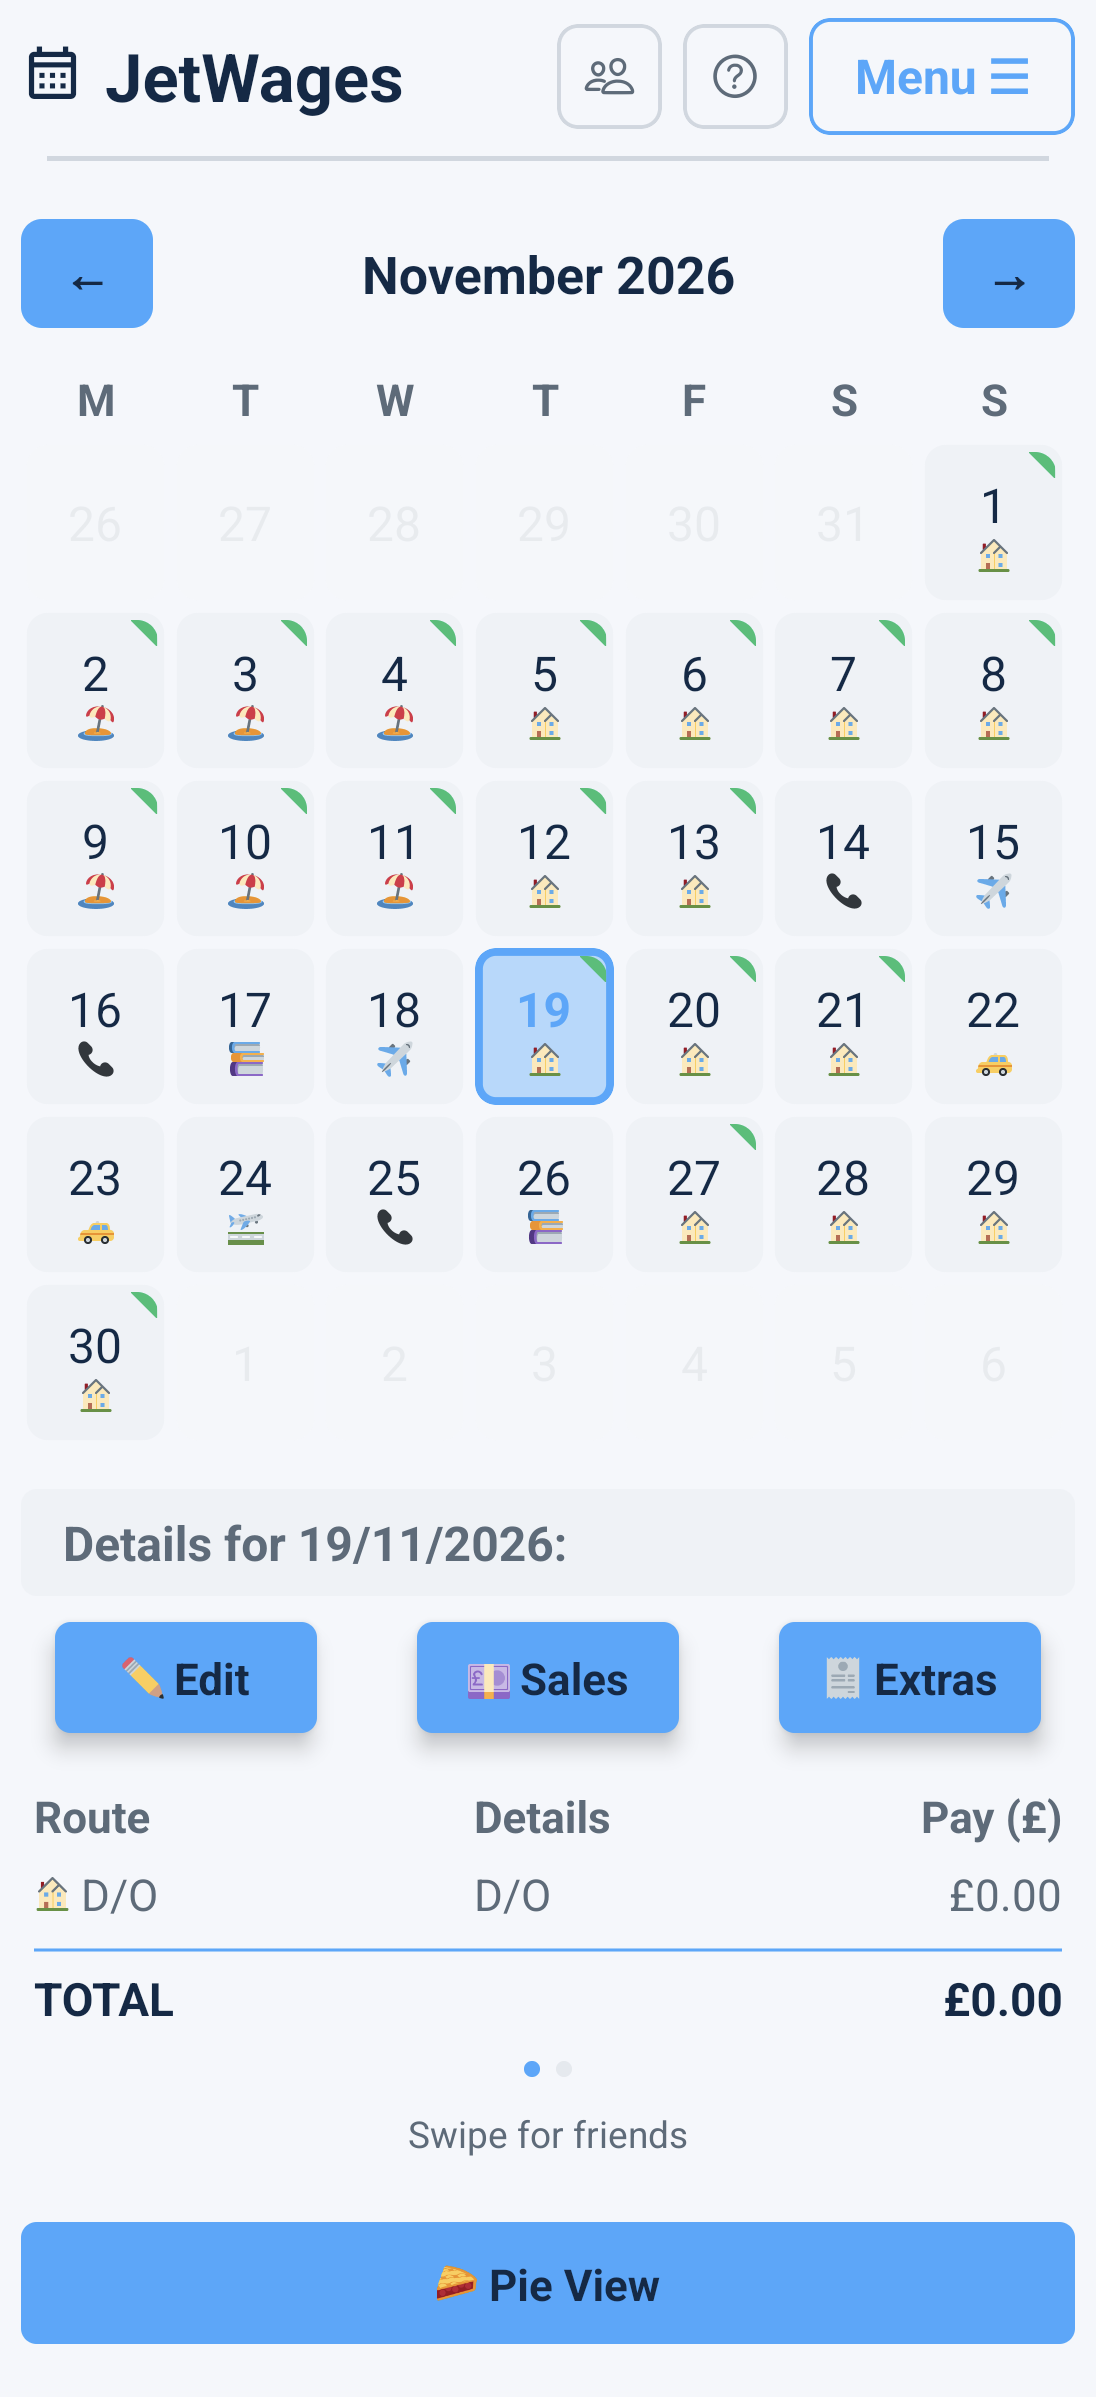 JetWages
Menu ☰
← November 2026 →
M T W T F S S
26 27 28 29 30 31 1
2 3 4 5 6 7 8
9 10 11 12 13 14 15
16 17 18 19 20 21 22
23 24 25 26 27 28 29
30 1 2 3 4 5 6
Details for 19/11/2026:
Edit Sales Extras
Route Details Pay (£)
D/O D/O £0.00
TOTAL £0.00
Swipe for friends
Pie View